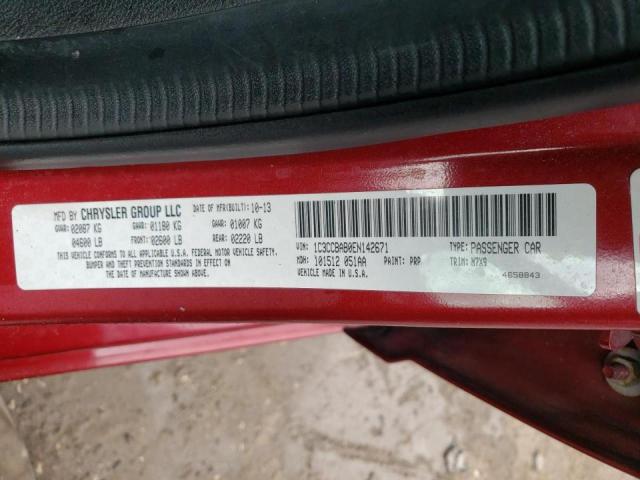 MFD BY CHRYSLER GROUP LLC DATE OF MFR(BUILT): 10-13
GVWR: 02087 KG GAWR: 01180 KG GAWR: 01007 KG
04600 LB FRONT: 02600 LB REAR: 02220 LB
THIS VEHICLE CONFORMS TO ALL APPLICABLE U.S.A. FEDERAL MOTOR VEHICLE SAFETY,
BUMPER AND THEFT PREVENTION STANDARDS IN EFFECT ON
THE DATE OF MANUFACTURE SHOWN ABOVE.
VIN: 1C3CCBAB0EN142671 TYPE: PASSENGER CAR
MDH: 101512 051AA PAINT: PRP TRIM: M7X9
VEHICLE MADE IN U.S.A. 4658843